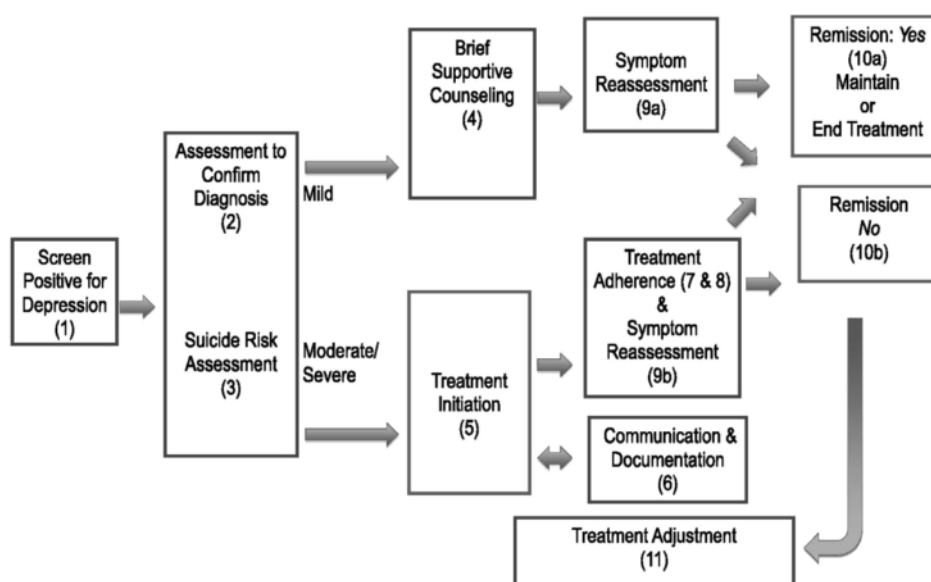 Screen
Positive for
Depression
(1)
Assessment to
Confirm
Diagnosis
(2)
Suicide Risk
Assessment
(3)
Mild
Moderate/
Severe
Brief
Supportive
Counseling
(4)
Treatment
Initiation
(5)
Symptom
Reassessment
(9a)
Treatment
Adherence (7 & 8)
&
Symptom
Reassessment
(9b)
Communication &
Documentation
(6)
Remission: Yes
(10a)
Maintain
or
End Treatment
Remission
No
(10b)
Treatment Adjustment
(11)